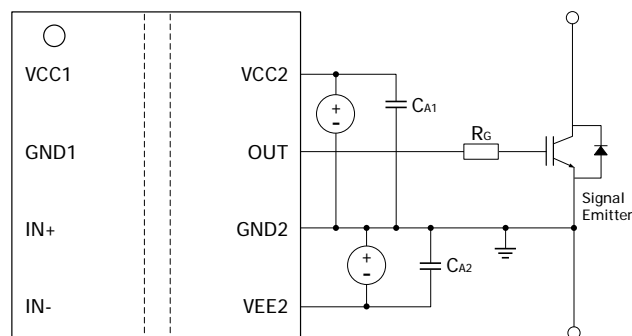 VCC1
VCC2
+
-
CA1
GND1
OUT
RG
Signal
Emitter
IN+
GND2
+
-
CA2
IN-
VEE2